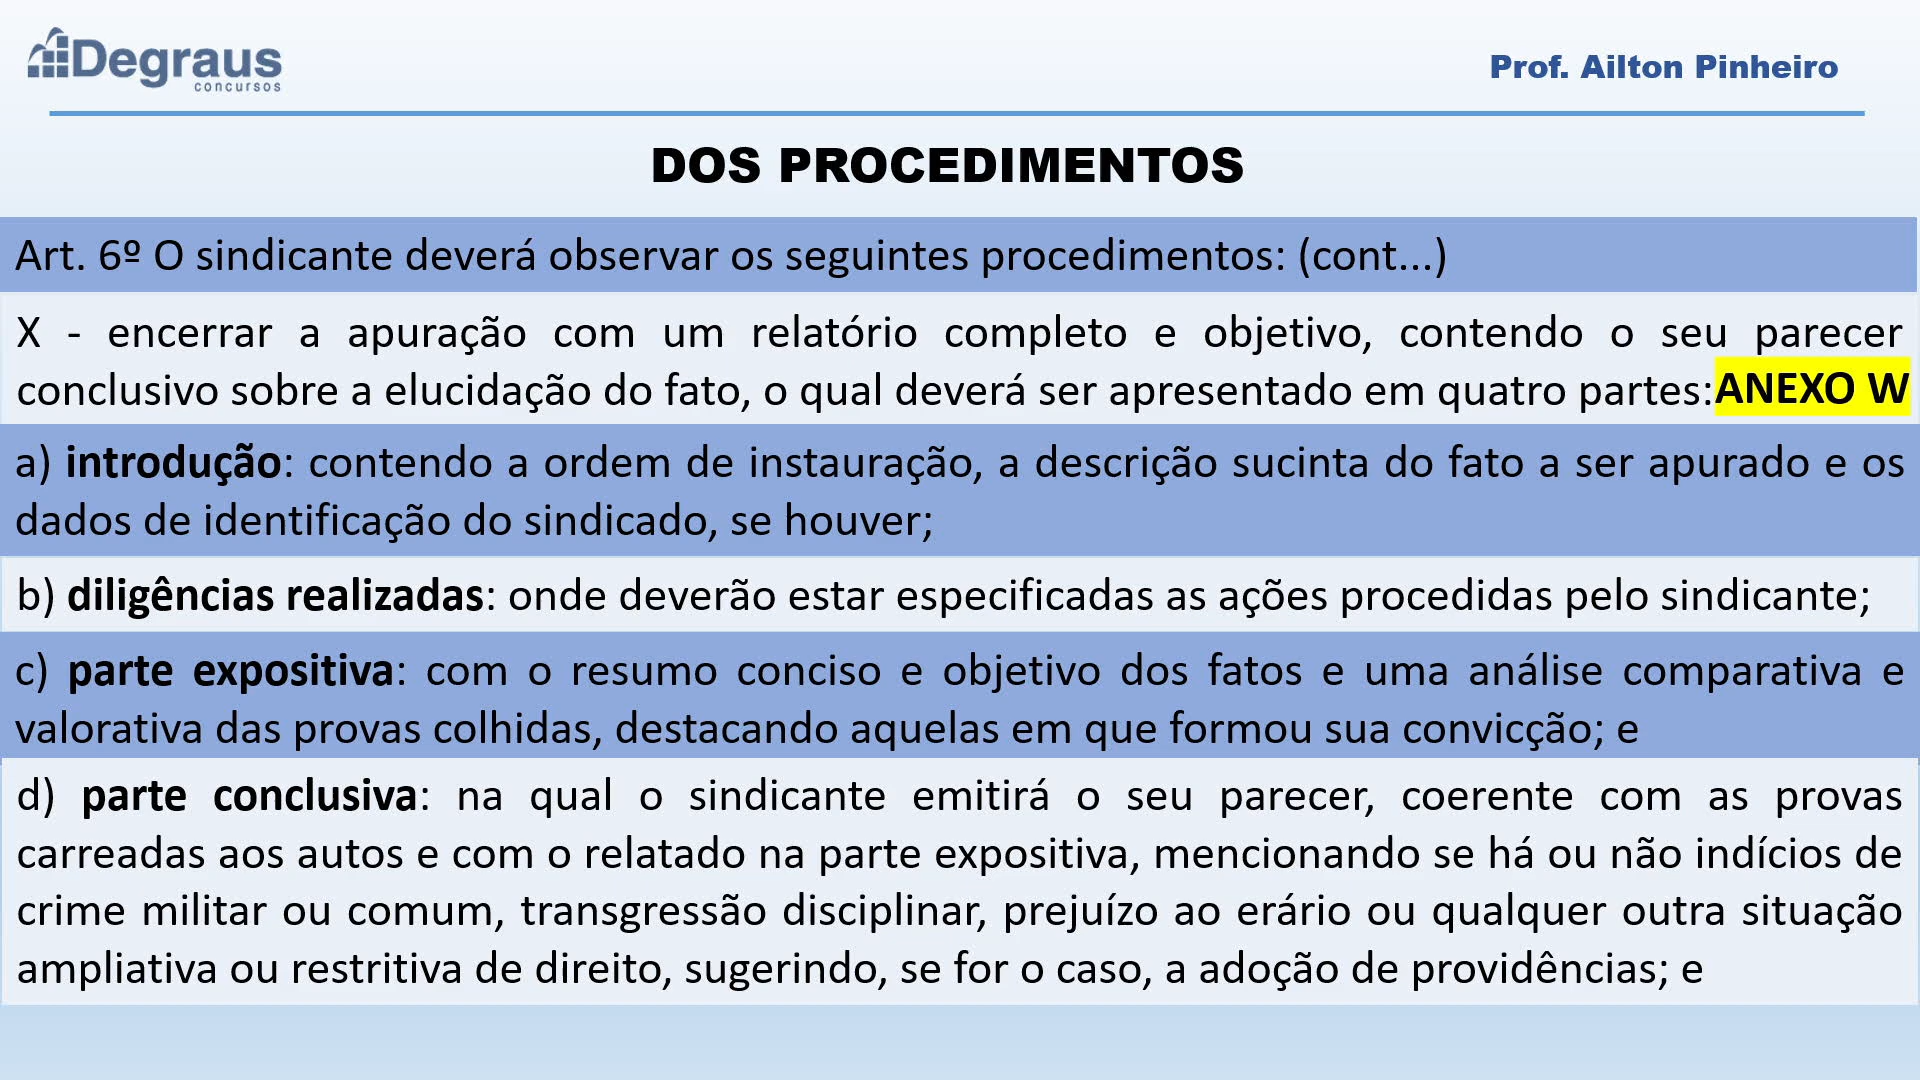 Degraus
concursos
Prof. Ailton Pinheiro
DOS PROCEDIMENTOS
Art. 6º O sindicante deverá observar os seguintes procedimentos: (cont...)
X - encerrar a apuração com um relatório completo e objetivo, contendo o seu parecer
conclusivo sobre a elucidação do fato, o qual deverá ser apresentado em quatro partes: ANEXO W
a) introdução: contendo a ordem de instauração, a descrição sucinta do fato a ser apurado e os
dados de identificação do sindicado, se houver;
b) diligências realizadas: onde deverão estar especificadas as ações procedidas pelo sindicante;
c) parte expositiva: com o resumo conciso e objetivo dos fatos e uma análise comparativa e
valorativa das provas colhidas, destacando aquelas em que formou sua convicção; e
d) parte conclusiva: na qual o sindicante emitirá o seu parecer, coerente com as provas
carreadas aos autos e com o relatado na parte expositiva, mencionando se há ou não indícios de
crime militar ou comum, transgressão disciplinar, prejuízo ao erário ou qualquer outra situação
ampliativa ou restritiva de direito, sugerindo, se for o caso, a adoção de providências; e